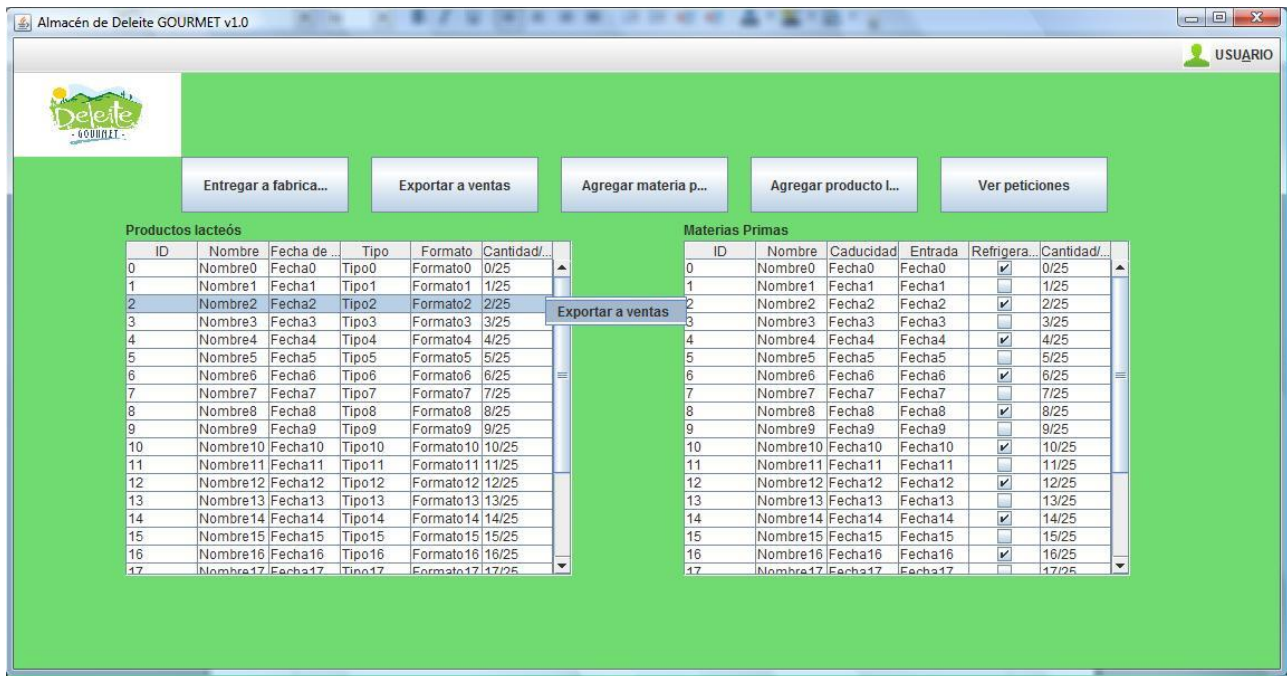 Almacén de Deleite GOURMET v1.0
USUARIO
Deleite
- GOURMET -
Entregar a fabrica...
Exportar a ventas
Agregar materia p...
Agregar producto l...
Ver peticiones
Productos lacteós
ID Nombre Fecha de ... Tipo Formato Cantidad/...
0 Nombre0 Fecha0 Tipo0 Formato0 0/25
1 Nombre1 Fecha1 Tipo1 Formato1 1/25
2 Nombre2 Fecha2 Tipo2 Formato2 2/25
3 Nombre3 Fecha3 Tipo3 Formato3 3/25
4 Nombre4 Fecha4 Tipo4 Formato4 4/25
5 Nombre5 Fecha5 Tipo5 Formato5 5/25
6 Nombre6 Fecha6 Tipo6 Formato6 6/25
7 Nombre7 Fecha7 Tipo7 Formato7 7/25
8 Nombre8 Fecha8 Tipo8 Formato8 8/25
9 Nombre9 Fecha9 Tipo9 Formato9 9/25
10 Nombre10 Fecha10 Tipo10 Formato10 10/25
11 Nombre11 Fecha11 Tipo11 Formato11 11/25
12 Nombre12 Fecha12 Tipo12 Formato12 12/25
13 Nombre13 Fecha13 Tipo13 Formato13 13/25
14 Nombre14 Fecha14 Tipo14 Formato14 14/25
15 Nombre15 Fecha15 Tipo15 Formato15 15/25
16 Nombre16 Fecha16 Tipo16 Formato16 16/25
17 Nombre17 Fecha17 Tipo17 Formato17 17/25
Exportar a ventas
Materias Primas
ID Nombre Caducidad Entrada Refrigera... Cantidad/...
0 Nombre0 Fecha0 Fecha0 0/25
1 Nombre1 Fecha1 Fecha1 1/25
2 Nombre2 Fecha2 Fecha2 2/25
3 Nombre3 Fecha3 Fecha3 3/25
4 Nombre4 Fecha4 Fecha4 4/25
5 Nombre5 Fecha5 Fecha5 5/25
6 Nombre6 Fecha6 Fecha6 6/25
7 Nombre7 Fecha7 Fecha7 7/25
8 Nombre8 Fecha8 Fecha8 8/25
9 Nombre9 Fecha9 Fecha9 9/25
10 Nombre10 Fecha10 Fecha10 10/25
11 Nombre11 Fecha11 Fecha11 11/25
12 Nombre12 Fecha12 Fecha12 12/25
13 Nombre13 Fecha13 Fecha13 13/25
14 Nombre14 Fecha14 Fecha14 14/25
15 Nombre15 Fecha15 Fecha15 15/25
16 Nombre16 Fecha16 Fecha16 16/25
17 Nombre17 Fecha17 Fecha17 17/25